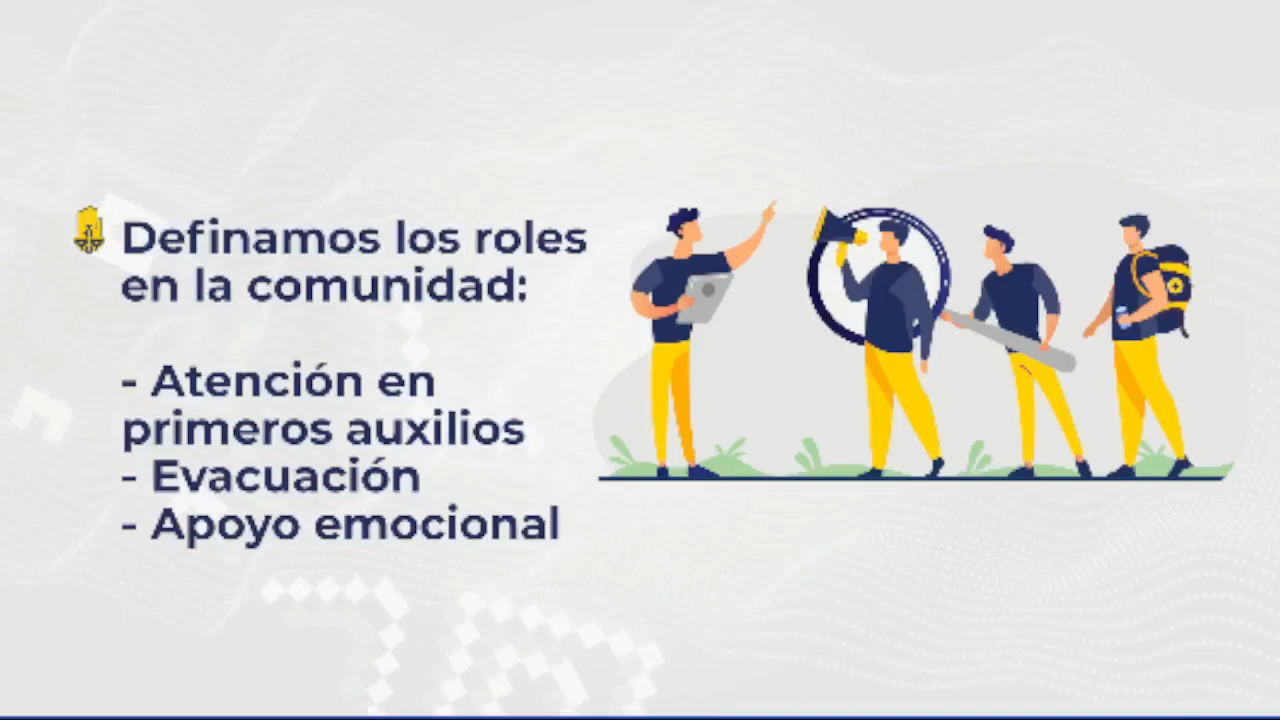 Definamos los roles
en la comunidad:
- Atención en
primeros auxilios
- Evacuación
- Apoyo emocional